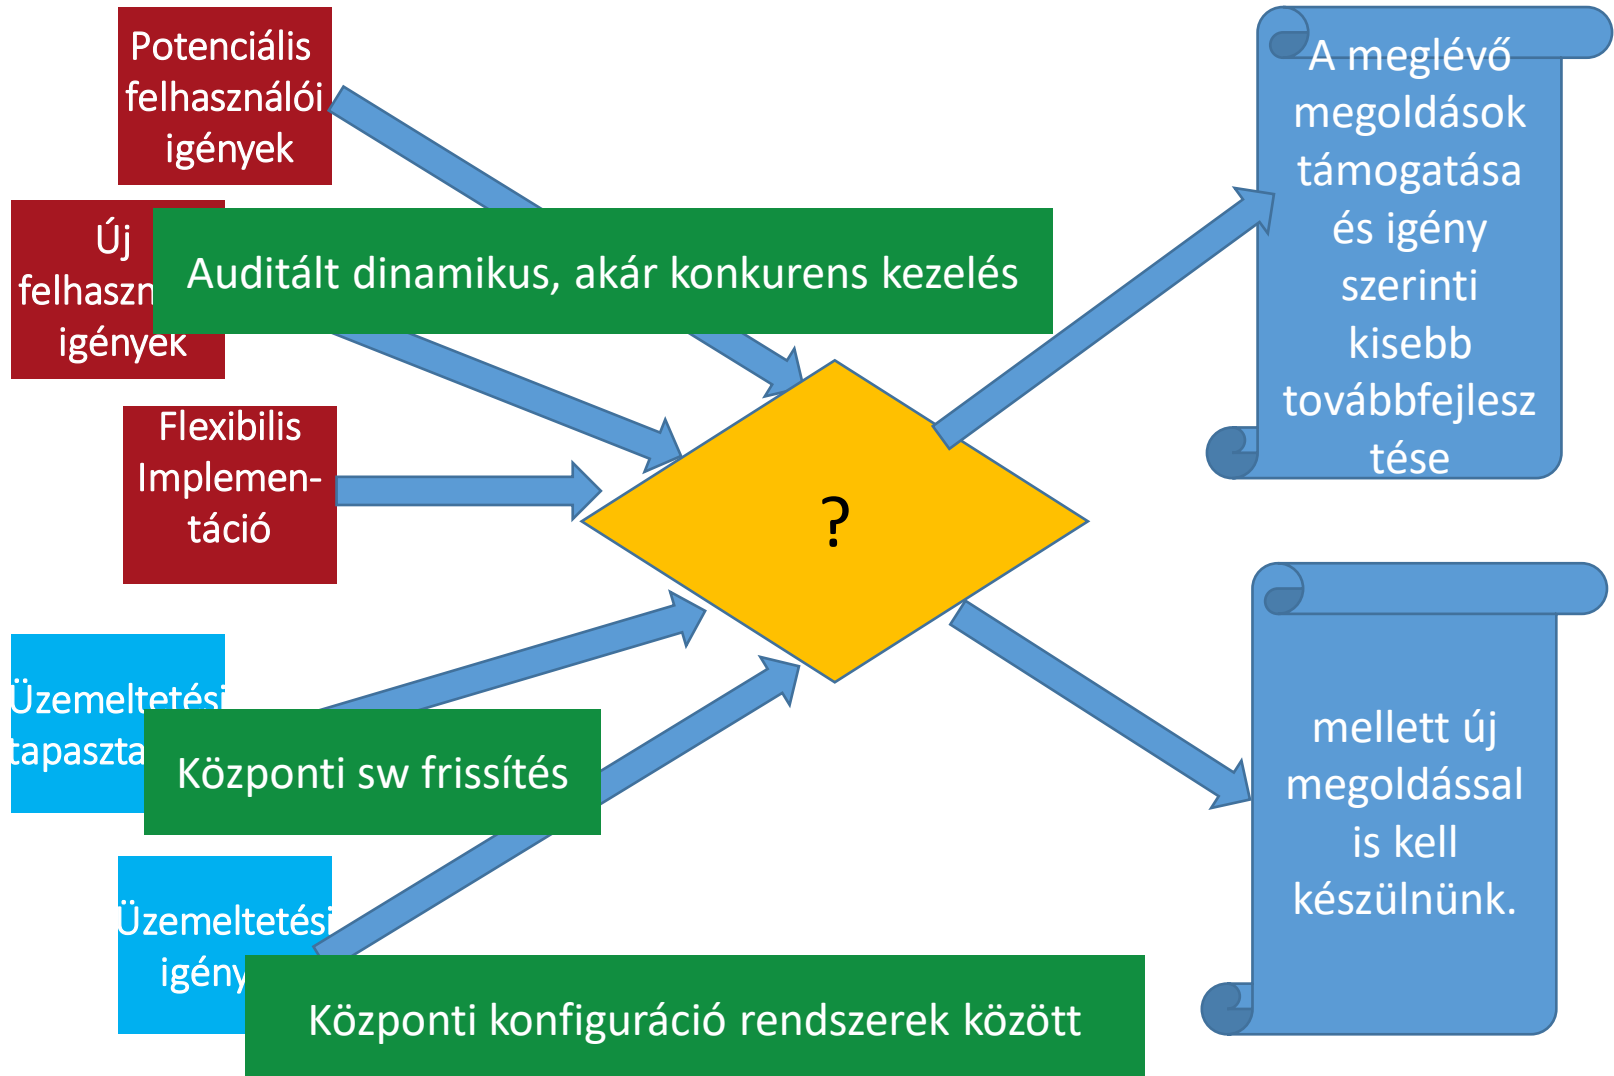 Potenciális
felhasználói
igények
Új
felhaszn
igények
Auditált dinamikus, akár konkurens kezelés
Flexibilis
Implemen-
táció
Üzemeltetési
tapaszta
Központi sw frissítés
Üzemeltetési
igény
Központi konfiguráció rendszerek között
?
A meglévő
megoldások
támogatása
és igény
szerinti
kisebb
továbbfejlesz
tése
mellett új
megoldással
is kell
készülnünk.